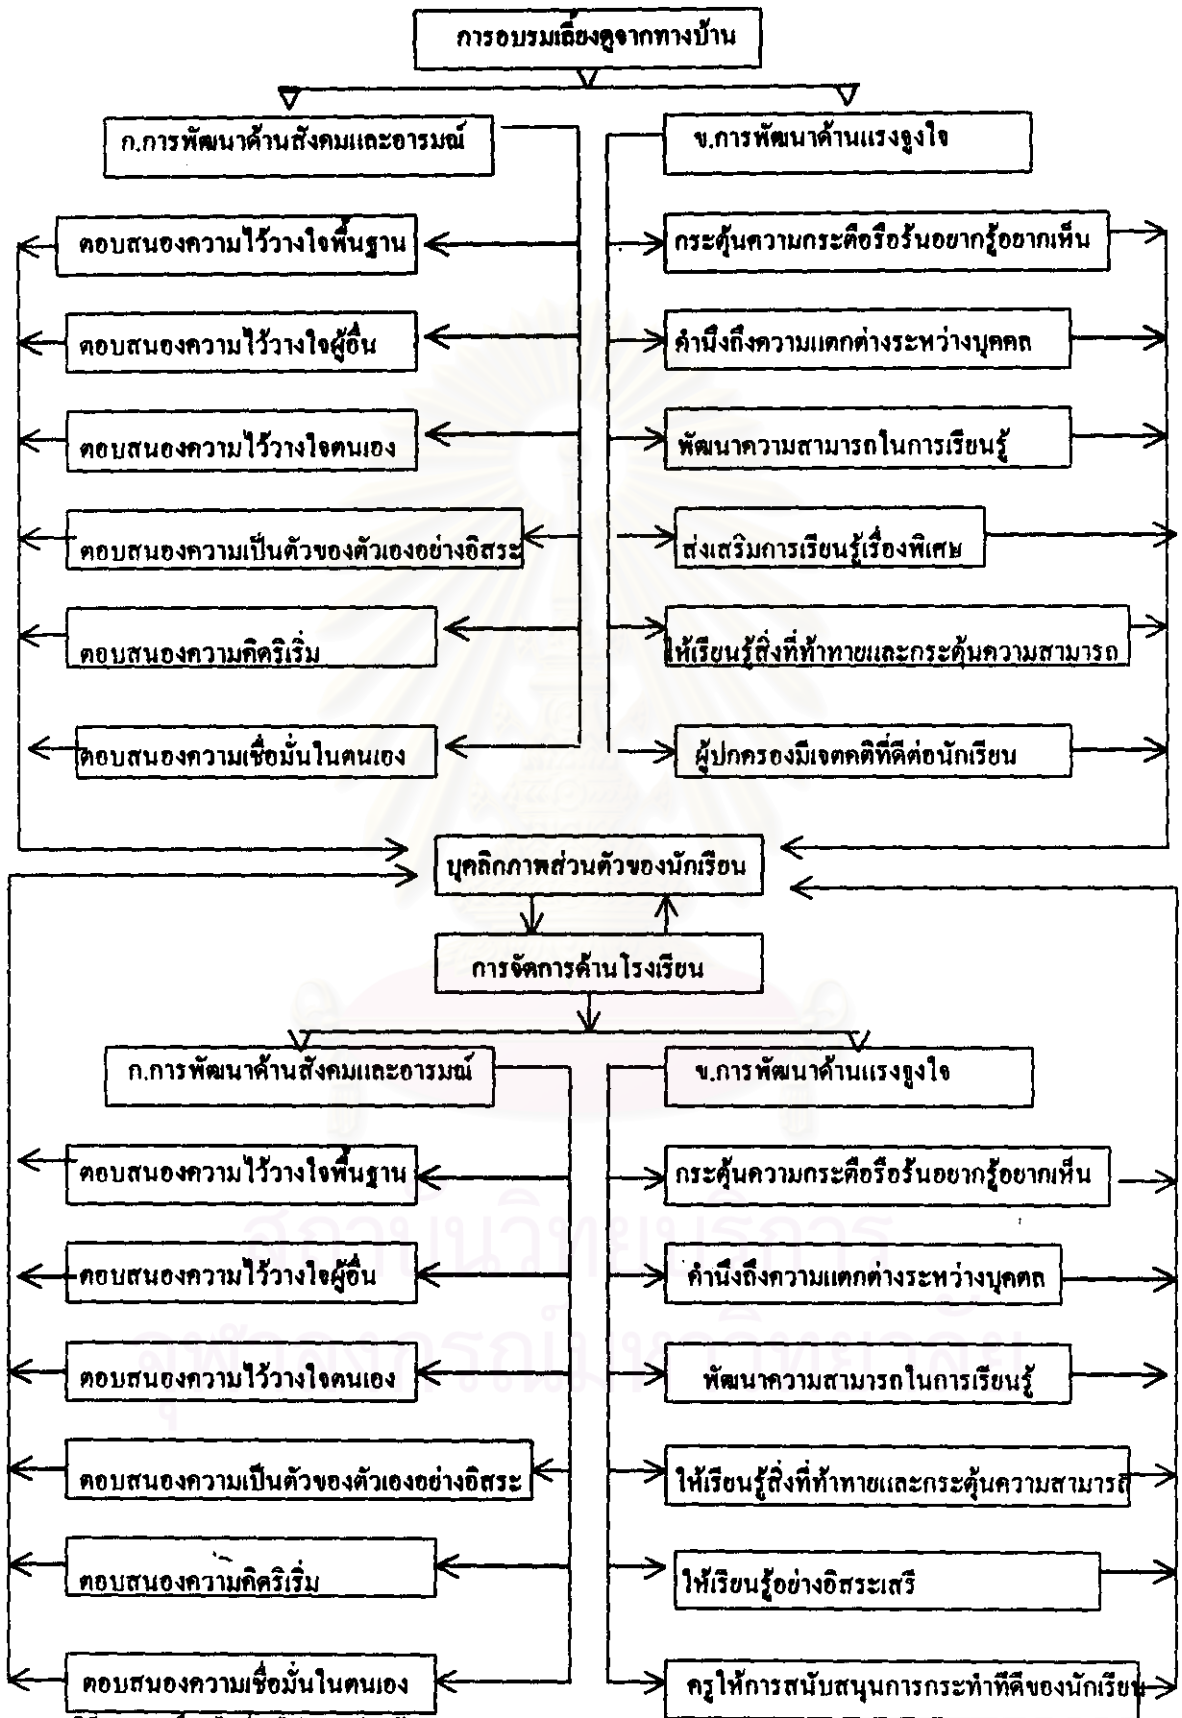 การอบรมเลี้ยงดูจากทางบ้าน
ก.การพัฒนาด้านสังคมและอารมณ์
ข.การพัฒนาด้านแรงจูงใจ
ตอบสนองความไว้วางใจพื้นฐาน
กระตุ้นความกระตือรือร้นอยากรู้อยากเห็น
ตอบสนองความไว้วางใจผู้อื่น
คำนึงถึงความแตกต่างระหว่างบุคคล
ตอบสนองความไว้วางใจตนเอง
พัฒนาความสามารถในการเรียนรู้
ตอบสนองความเป็นตัวของตัวเองอย่างอิสระ
ส่งเสริมการเรียนรู้เรื่องพิเศษ
ตอบสนองความคิดริเริ่ม
ให้เรียนรู้สิ่งที่ท้าทายและกระตุ้นความสามารถ
ตอบสนองความเชื่อมั่นในตนเอง
ผู้ปกครองมีเจตคติที่ดีต่อนักเรียน
บุคลิกภาพส่วนตัวของนักเรียน
การจัดการด้านโรงเรียน
ก.การพัฒนาด้านสังคมและอารมณ์
ข.การพัฒนาด้านแรงจูงใจ
ตอบสนองความไว้วางใจพื้นฐาน
กระตุ้นความกระตือรือร้นอยากรู้อยากเห็น
สถาบันวิทยบริการ
ตอบสนองความไว้วางใจผู้อื่น
คำนึงถึงความแตกต่างระหว่างบุคคล
จุฬาลงกรณ์มหาวิทยาลัย
ตอบสนองความไว้วางใจตนเอง
พัฒนาความสามารถในการเรียนรู้
ตอบสนองความเป็นตัวของตัวเองอย่างอิสระ
ให้เรียนรู้สิ่งที่ท้าทายและกระตุ้นความสามารถ
ตอบสนองความคิดริเริ่ม
ให้เรียนรู้อย่างอิสระเสรี
ตอบสนองความเชื่อมั่นในตนเอง
ครูให้การสนับสนุนการกระทำที่ดีของนักเรียน